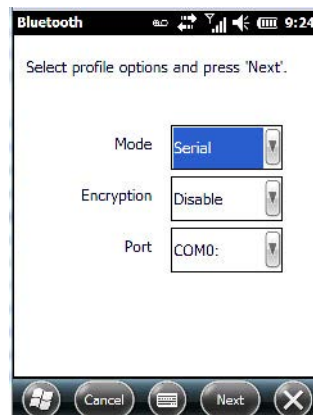 Bluetooth 9:24
Select profile options and press 'Next'.
Mode Serial
Encryption Disable
Port COM0:
Cancel Next